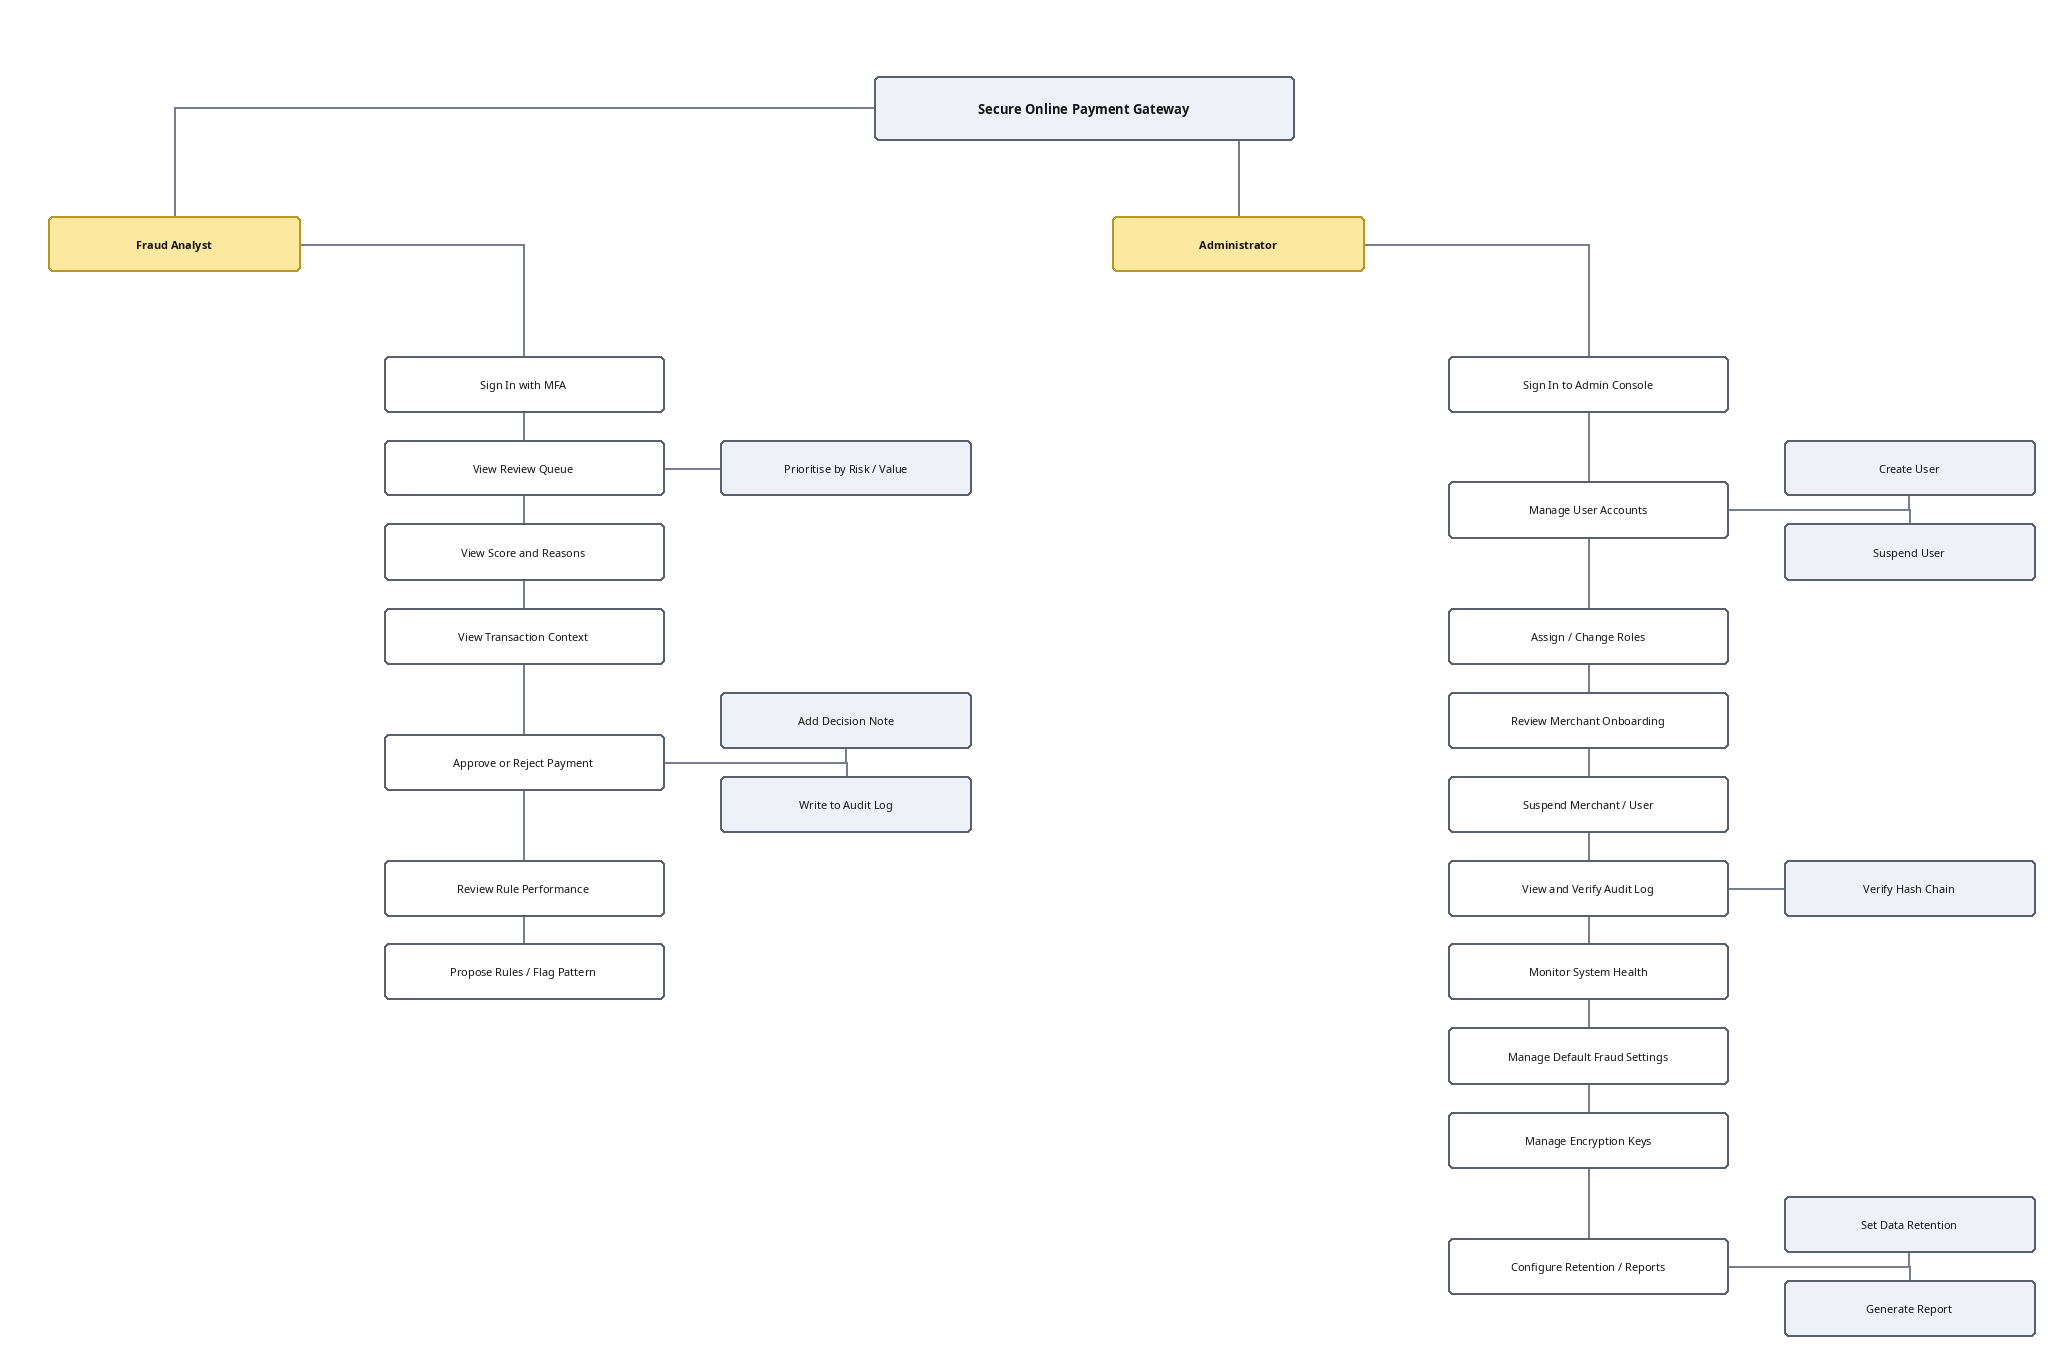 Secure Online Payment Gateway
Fraud Analyst
Administrator
Sign In with MFA
View Review Queue
Prioritise by Risk / Value
View Score and Reasons
View Transaction Context
Add Decision Note
Approve or Reject Payment
Write to Audit Log
Review Rule Performance
Propose Rules / Flag Pattern
Sign In to Admin Console
Create User
Manage User Accounts
Suspend User
Assign / Change Roles
Review Merchant Onboarding
Suspend Merchant / User
View and Verify Audit Log
Verify Hash Chain
Monitor System Health
Manage Default Fraud Settings
Manage Encryption Keys
Set Data Retention
Configure Retention / Reports
Generate Report